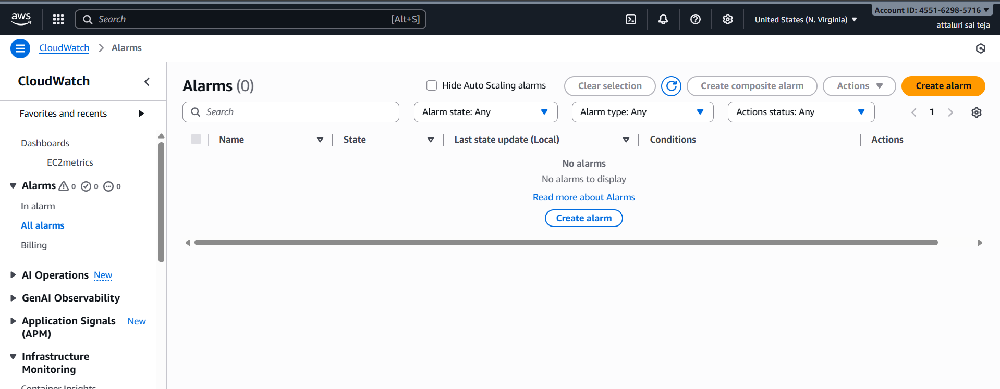 aws
Search
[Alt+S]
United States (N. Virginia)
Account ID: 4551-6298-5716
attaluri sai teja
CloudWatch
Alarms
CloudWatch
Favorites and recents
Dashboards
EC2metrics
Alarms 0 0 0
In alarm
All alarms
Billing
AI Operations New
GenAI Observability
Application Signals New
(APM)
Infrastructure
Monitoring
Container Insights
Alarms (0)
Hide Auto Scaling alarms
Clear selection
Create composite alarm
Actions
Create alarm
Search
Alarm state: Any
Alarm type: Any
Actions status: Any
1
Name
State
Last state update (Local)
Conditions
Actions
No alarms
No alarms to display
Read more about Alarms
Create alarm